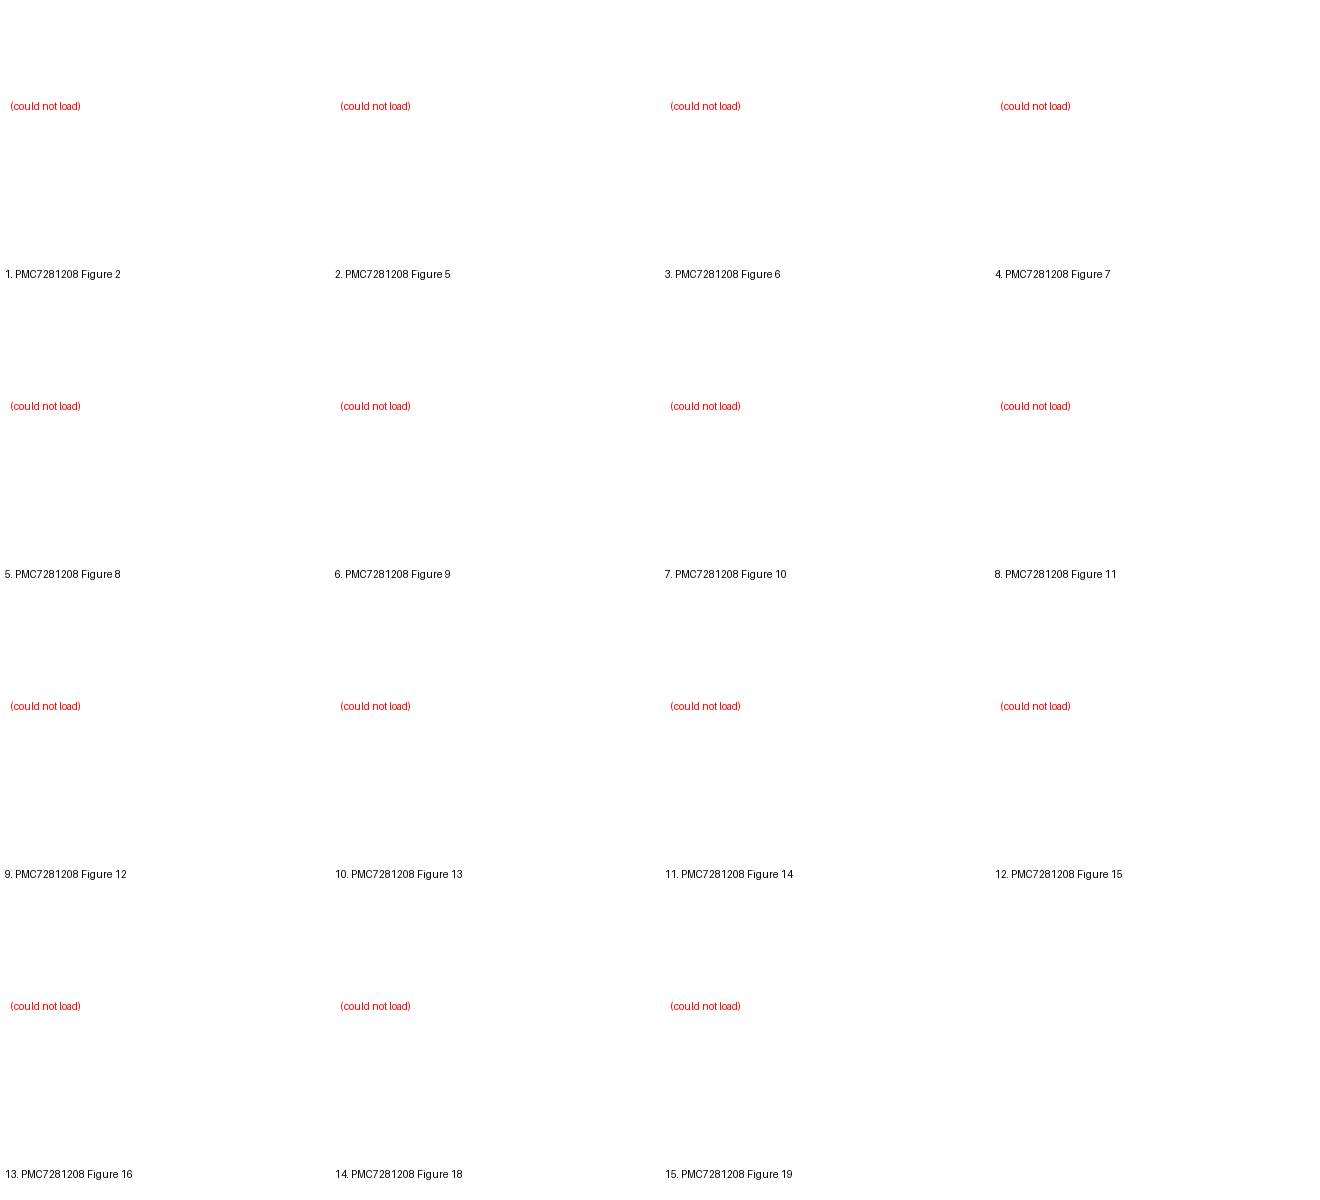 (could not load) (could not load) (could not load) (could not load)
1. PMC7281208 Figure 2 2. PMC7281208 Figure 5 3. PMC7281208 Figure 6 4. PMC7281208 Figure 7
(could not load) (could not load) (could not load) (could not load)
5. PMC7281208 Figure 8 6. PMC7281208 Figure 9 7. PMC7281208 Figure 10 8. PMC7281208 Figure 11
(could not load) (could not load) (could not load) (could not load)
9. PMC7281208 Figure 12 10. PMC7281208 Figure 13 11. PMC7281208 Figure 14 12. PMC7281208 Figure 15
(could not load) (could not load) (could not load)
13. PMC7281208 Figure 16 14. PMC7281208 Figure 18 15. PMC7281208 Figure 19